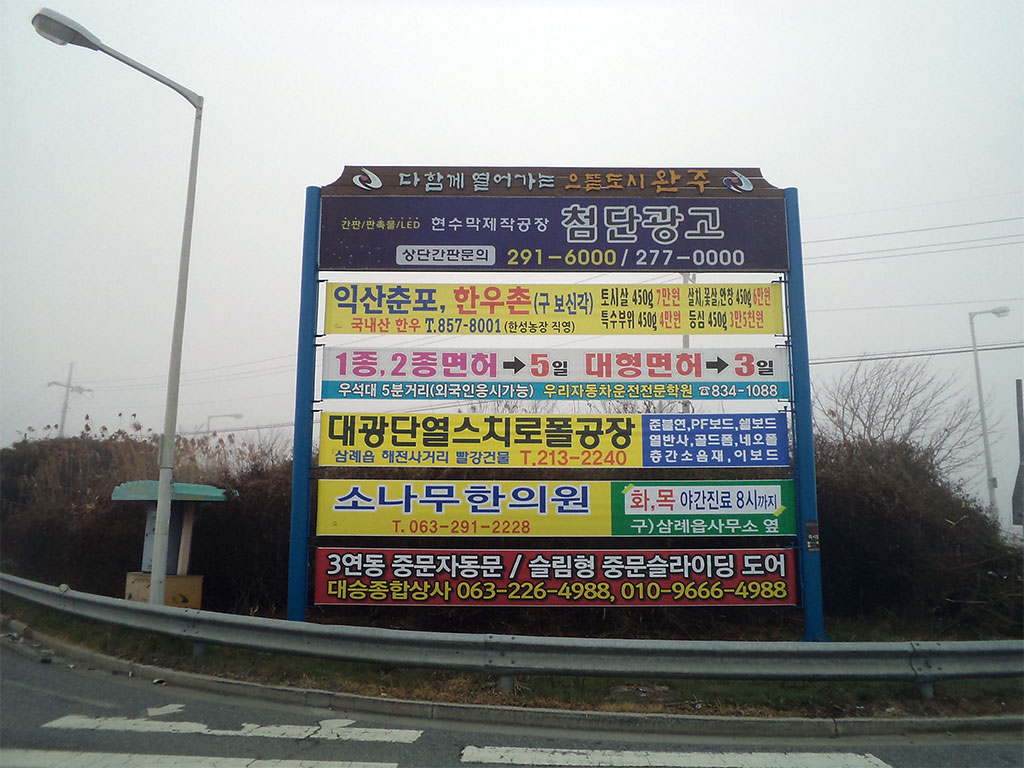 다함께 열어가는 으뜸도시 완주
간판/판촉물/LED 현수막제작공장 첨단광고
상단간판문의 291-6000 / 277-0000
익산춘포, 한우촌 (구 보신각) 토시살 450g 7만원 살치,꽃살,안창 450g 6만원
국내산 한우 T.857-8001 (한성농장 직영) 특수부위 450g 4만원 등심 450g 3만5천원
1종, 2종면허 → 5일 대형면허 → 3일
우석대 5분거리(외국인응시가능) 우리자동차운전전문학원 ☎834-1088
대광단열스치로폴공장
삼례읍 해전사거리 빨강건물 T.213-2240
준불연,PF보드,쉘보드
열반사,골드폼,네오폴
층간소음재,이보드
소나무한의원
T. 063-291-2228
화,목 야간진료 8시까지
구)삼례읍사무소 옆
3연동 중문자동문 / 슬림형 중문슬라이딩 도어
대승종합상사 063-226-4988, 010-9666-4988